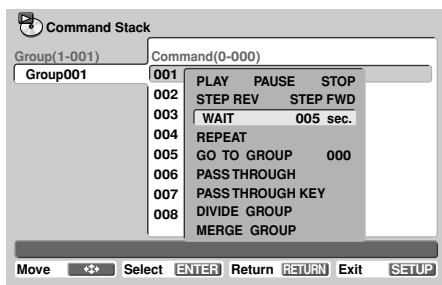 Command Stack
Group(1-001) Command(0-000)
Group001
001
002
003
004
005
006
007
008
PLAY PAUSE STOP
STEP REV STEP FWD
WAIT 005 sec.
REPEAT
GO TO GROUP 000
PASS THROUGH
PASS THROUGH KEY
DIVIDE GROUP
MERGE GROUP
Move Select ENTER Return RETURN Exit SETUP